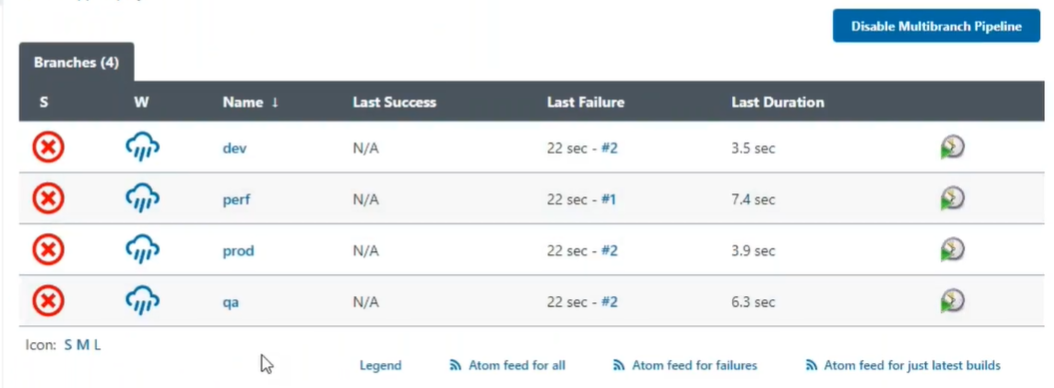 Disable Multibranch Pipeline
Branches (4)
S W Name ↓ Last Success Last Failure Last Duration
dev N/A 22 sec - #2 3.5 sec
perf N/A 22 sec - #1 7.4 sec
prod N/A 22 sec - #2 3.9 sec
qa N/A 22 sec - #2 6.3 sec
Icon: S M L
Legend Atom feed for all Atom feed for failures Atom feed for just latest builds